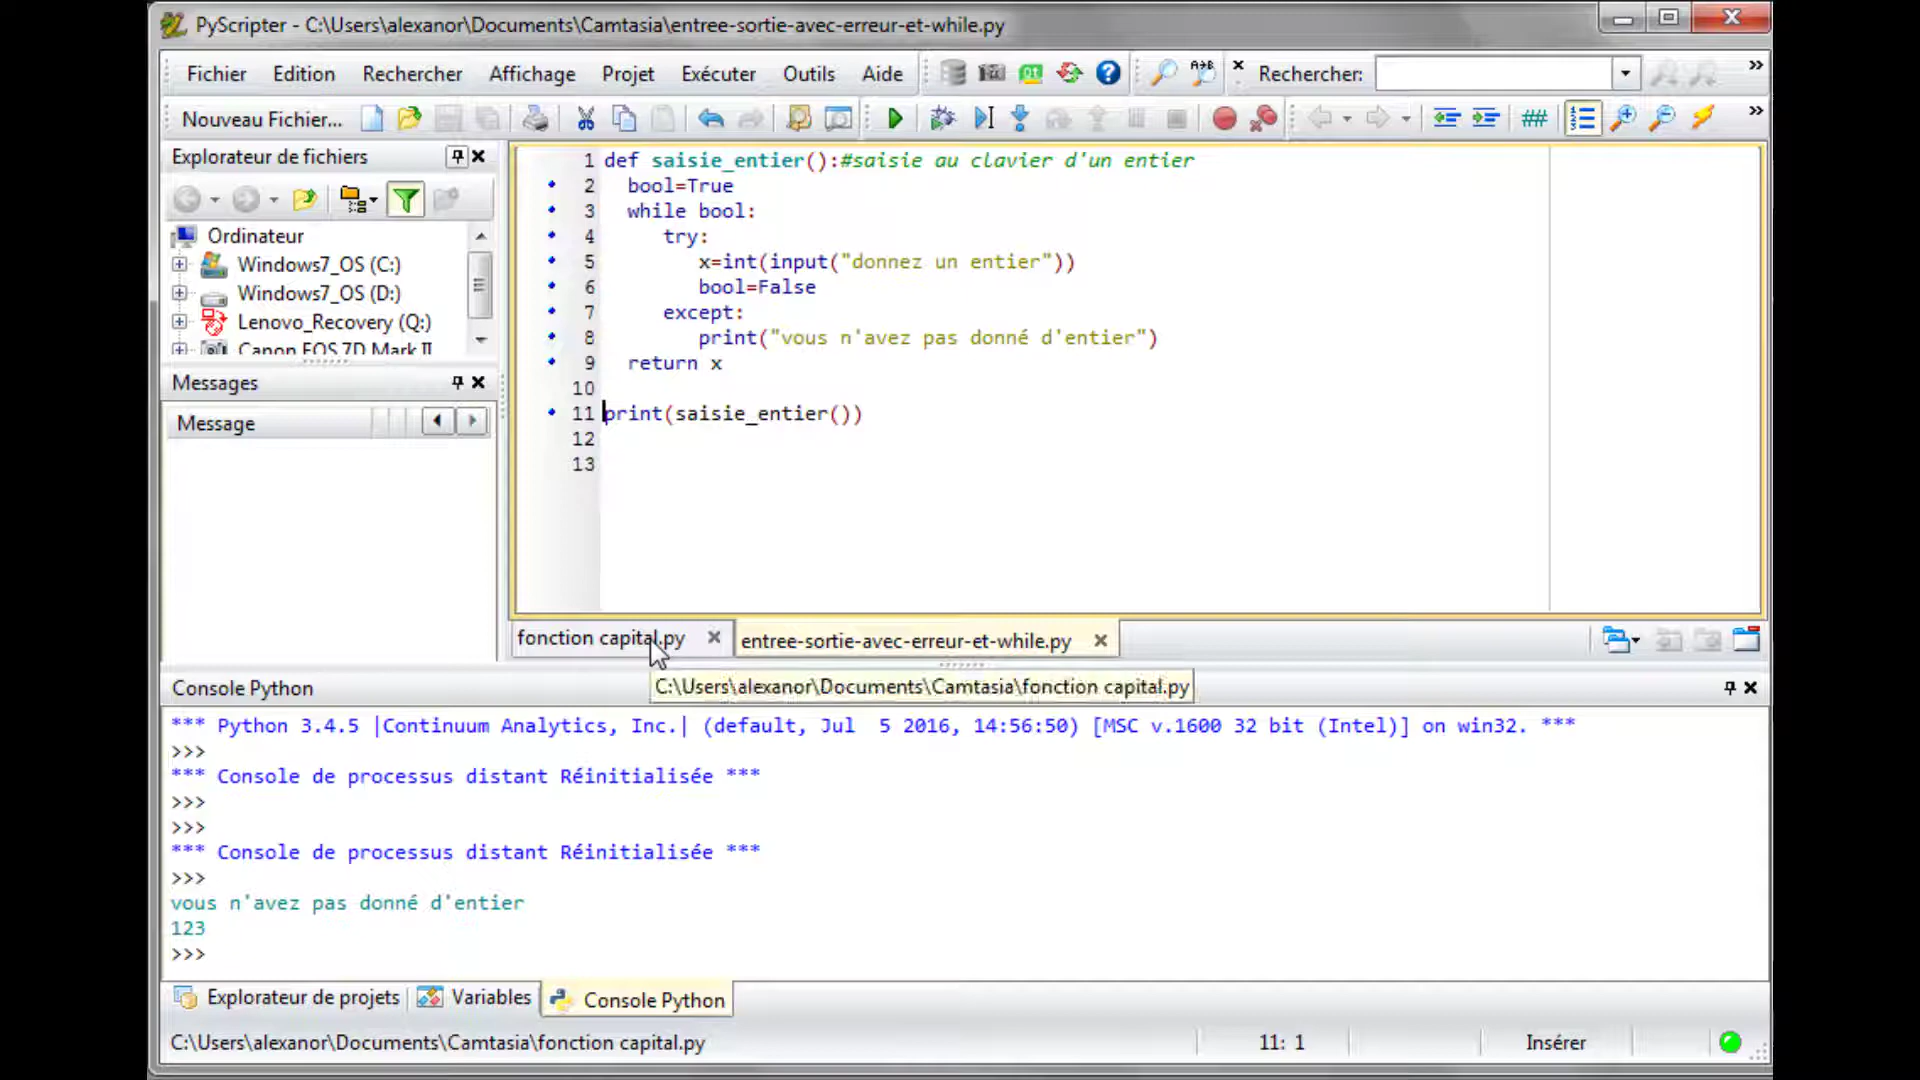 PyScripter - C:\Users\alexanor\Documents\Camtasia\entree-sortie-avec-erreur-et-while.py
Fichier Edition Rechercher Affichage Projet Exécuter Outils Aide Rechercher:
Nouveau Fichier...
Explorateur de fichiers
Ordinateur
Windows7_OS (C:)
Windows7_OS (D:)
Lenovo_Recovery (Q:)
Canon EOS 7D Mark II
Messages
Message
1 def saisie_entier():#saisie au clavier d'un entier
2 bool=True
3 while bool:
4 try:
5 x=int(input("donnez un entier"))
6 bool=False
7 except:
8 print("vous n'avez pas donné d'entier")
9 return x
10
11 print(saisie_entier())
12
13
fonction capital.py entree-sortie-avec-erreur-et-while.py
C:\Users\alexanor\Documents\Camtasia\fonction capital.py
Console Python
*** Python 3.4.5 |Continuum Analytics, Inc.| (default, Jul  5 2016, 14:56:50) [MSC v.1600 32 bit (Intel)] on win32. ***
>>>
*** Console de processus distant Réinitialisée ***
>>>
>>>
*** Console de processus distant Réinitialisée ***
>>>
vous n'avez pas donné d'entier
123
>>>
Explorateur de projets Variables Console Python
C:\Users\alexanor\Documents\Camtasia\fonction capital.py 11: 1 Insérer